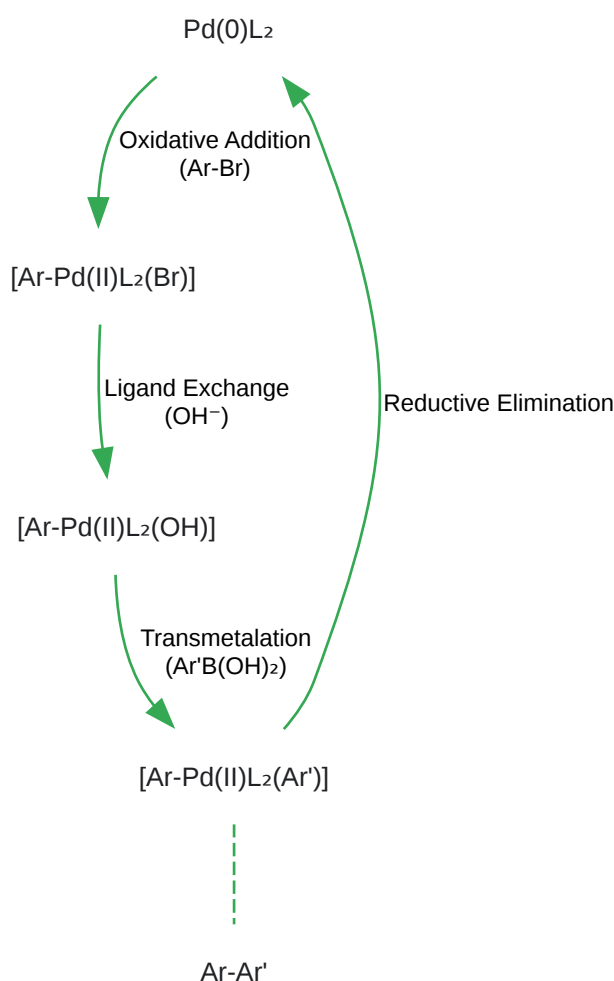 Pd(0)L₂
Oxidative Addition
(Ar-Br)
[Ar-Pd(II)L₂(Br)]
Ligand Exchange
(OH⁻)
Reductive Elimination
[Ar-Pd(II)L₂(OH)]
Transmetalation
(Ar'B(OH)₂)
[Ar-Pd(II)L₂(Ar')]
Ar-Ar'